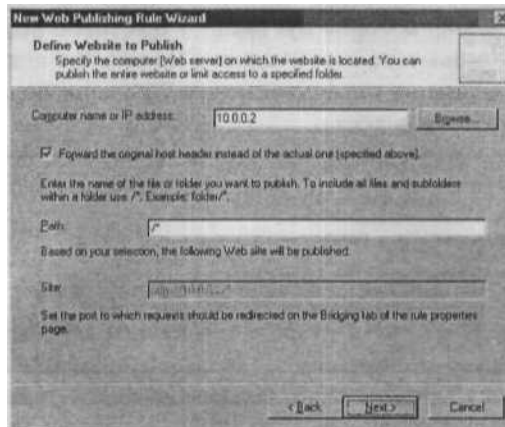 New Web Publishing Rule Wizard
Define Website to Publish
Specify the computer (Web server) on which the website is located. You can
publish the entire website or limit access to a specified folder.
Computer name or IP address:
10.0.0.2
Browse...
Forward the original host header instead of the actual one (specified above).
Enter the name of the file or folder you want to publish. To include all files and subfolders
within a folder use /*. Example: folder/*.
Path:
/*
Based on your selection, the following Web site will be published:
Site:
Set the port to which requests should be redirected on the Bridging tab of the rule properties
page.
< Back
Next >
Cancel